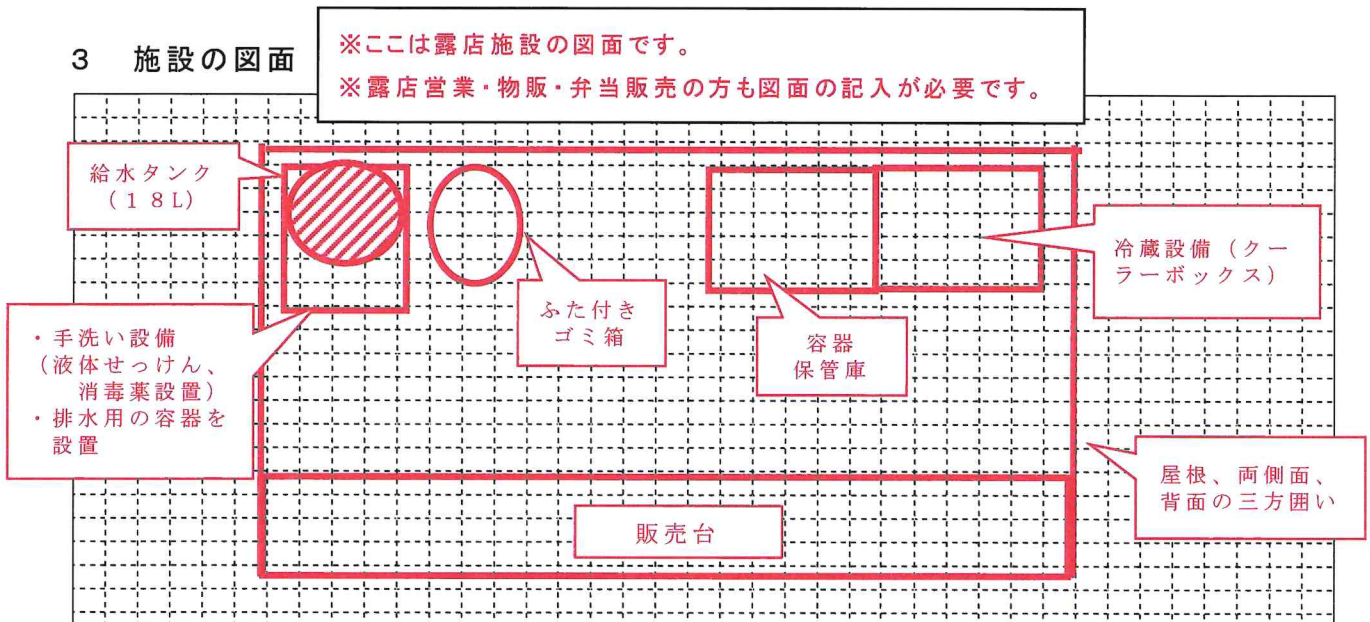 3 施設の図面
※ここは露店施設の図面です。
※露店営業・物販・弁当販売の方も図面の記入が必要です。
給水タンク
(18L)
冷蔵設備(クー
ラーボックス)
ふた付き
ゴミ箱
容器
保管庫
・手洗い設備
(液体せっけん、
消毒薬設置)
・排水用の容器を
設置
屋根、両側面、
背面の三方囲い
販売台